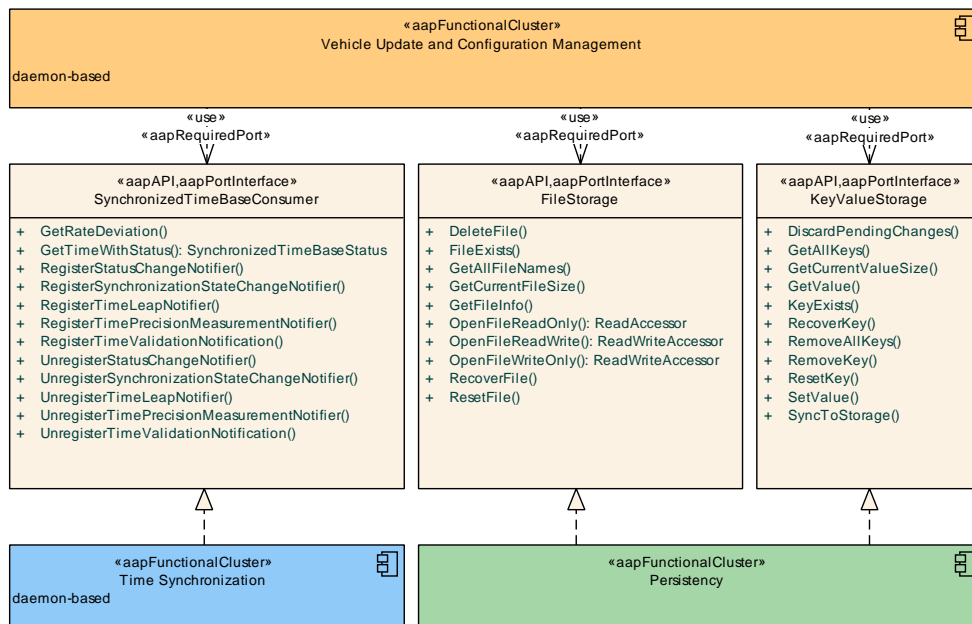 «aapFunctionalCluster»
Vehicle Update and Configuration Management
daemon-based
«use»
«aapRequiredPort»
«use»
«aapRequiredPort»
«use»
«aapRequiredPort»
«aapAPI,aapPortInterface»
SynchronizedTimeBaseConsumer
+ GetRateDeviation()
+ GetTimeWithStatus(): SynchronizedTimeBaseStatus
+ RegisterStatusChangeNotifier()
+ RegisterSynchronizationStateChangeNotifier()
+ RegisterTimeLeapNotifier()
+ RegisterTimePrecisionMeasurementNotifier()
+ RegisterTimeValidationNotification()
+ UnregisterStatusChangeNotifier()
+ UnregisterSynchronizationStateChangeNotifier()
+ UnregisterTimeLeapNotifier()
+ UnregisterTimePrecisionMeasurementNotifier()
+ UnregisterTimeValidationNotification()
«aapAPI,aapPortInterface»
FileStorage
+ DeleteFile()
+ FileExists()
+ GetAllFileNames()
+ GetCurrentFileSize()
+ GetFileInfo()
+ OpenFileReadOnly(): ReadAccessor
+ OpenFileReadWrite(): ReadWriteAccessor
+ OpenFileWriteOnly(): ReadWriteAccessor
+ RecoverFile()
+ ResetFile()
«aapAPI,aapPortInterface»
KeyValueStorage
+ DiscardPendingChanges()
+ GetAllKeys()
+ GetCurrentValueSize()
+ GetValue()
+ KeyExists()
+ RecoverKey()
+ RemoveAllKeys()
+ RemoveKey()
+ ResetKey()
+ SetValue()
+ SyncToStorage()
«aapFunctionalCluster»
Time Synchronization
daemon-based
«aapFunctionalCluster»
Persistency